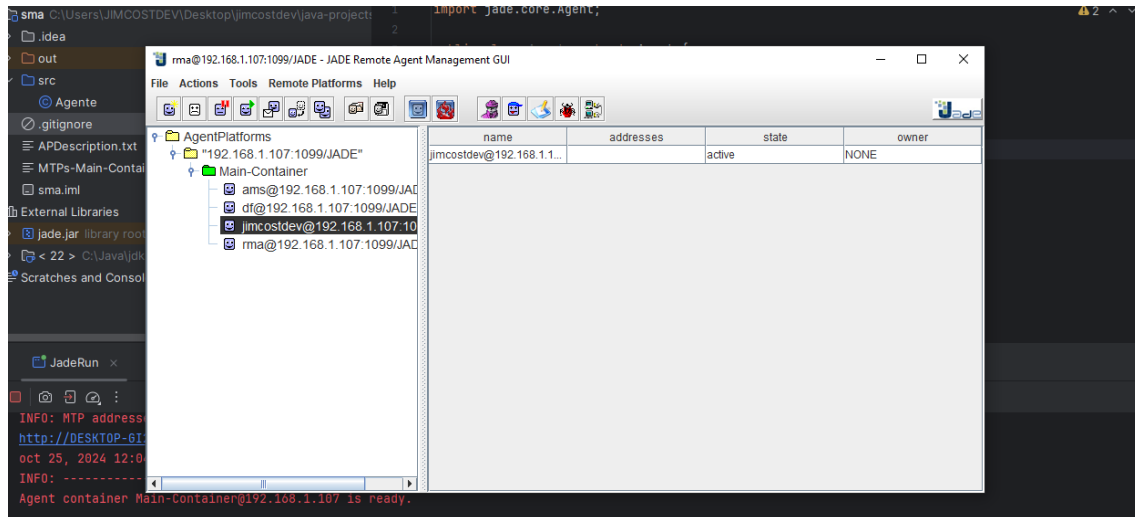 sma C:\Users\JIMCOSTDEV\Desktop\jimcostdev\java-project
.idea
out
src
Agente
.gitignore
APDescription.txt
MTPs-Main-Contai
sma.iml
External Libraries
jade.jar library root
< 22 > C:\Java\jdk
Scratches and Consol
1 import jade.core.Agent;
2
2
rma@192.168.1.107:1099/JADE - JADE Remote Agent Management GUI
File Actions Tools Remote Platforms Help
Jade
AgentPlatforms
"192.168.1.107:1099/JADE"
Main-Container
ams@192.168.1.107:1099/JAD
df@192.168.1.107:1099/JADE
jimcostdev@192.168.1.107:10
rma@192.168.1.107:1099/JAD
name addresses state owner
jimcostdev@192.168.1.1... active NONE
JadeRun
INFO: MTP address
http://DESKTOP-GI
oct 25, 2024 12:0
INFO: -----------
Agent container Main-Container@192.168.1.107 is ready.